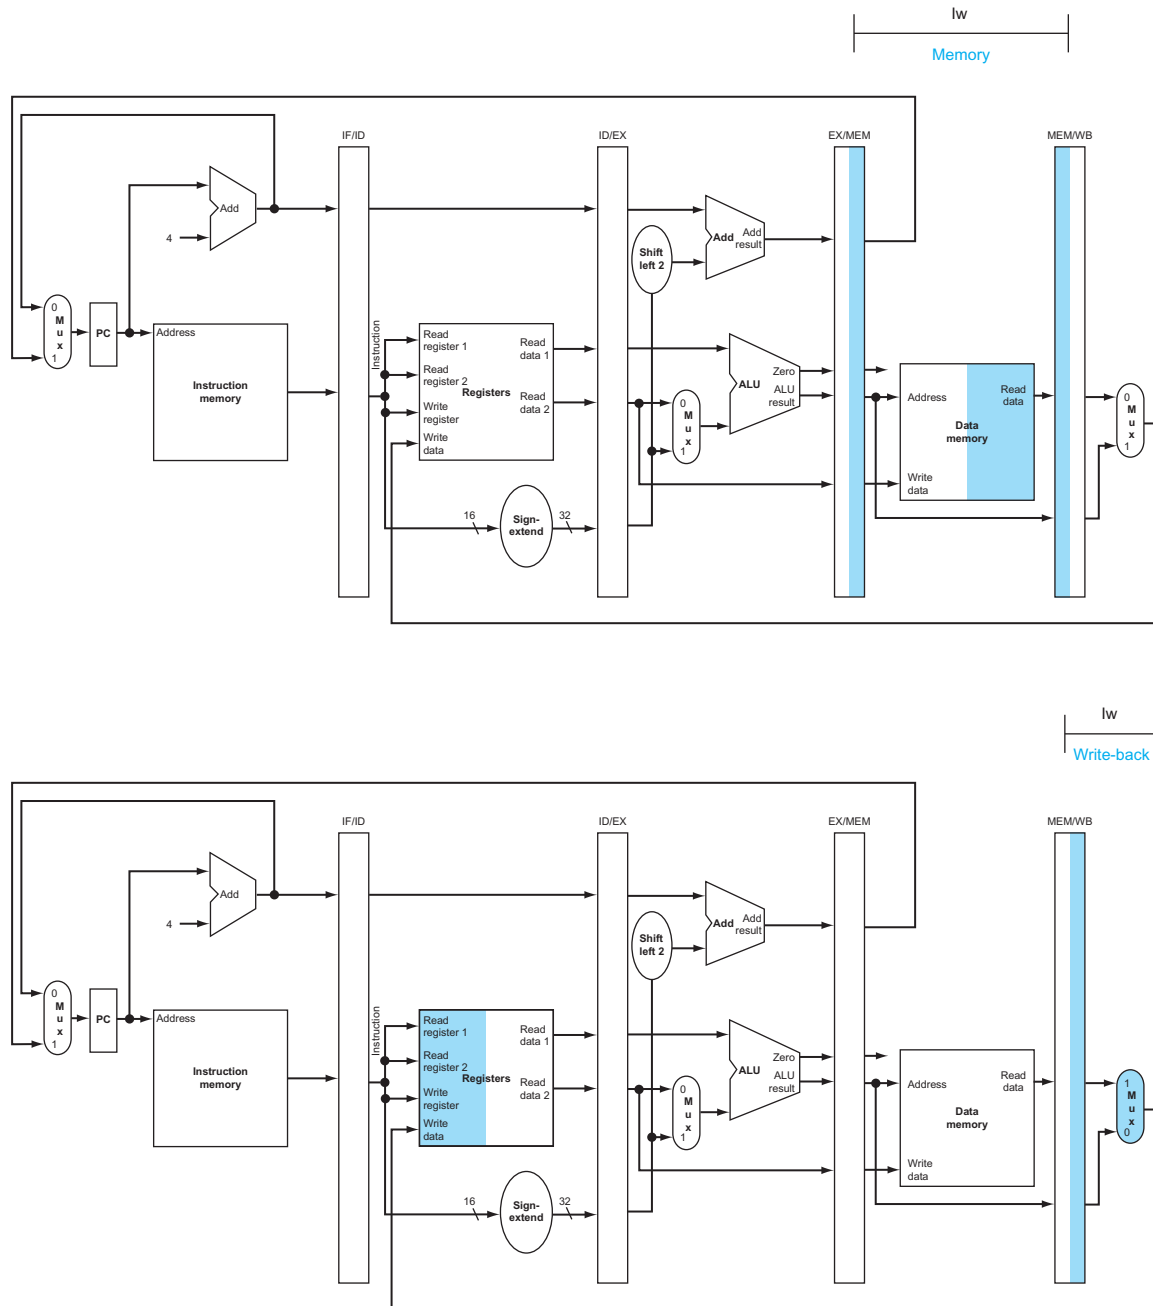 lw
Memory
IF/ID
ID/EX
EX/MEM
MEM/WB
Add
4
Shift
left 2
Add
Add
result
0
M
u
x
1
PC
Address
Instruction
memory
Instruction
Read
register 1
Read
register 2
Write
register
Write
data
Registers
Read
data 1
Read
data 2
16
Sign-
extend
32
0
M
u
x
1
ALU
Zero
ALU
result
Address
Write
data
Data
memory
Read
data
0
M
u
x
1
lw
Write-back
IF/ID
ID/EX
EX/MEM
MEM/WB
Add
4
Shift
left 2
Add
Add
result
0
M
u
x
1
PC
Address
Instruction
memory
Instruction
Read
register 1
Read
register 2
Write
register
Write
data
Registers
Read
data 1
Read
data 2
16
Sign-
extend
32
0
M
u
x
1
ALU
Zero
ALU
result
Address
Write
data
Data
memory
Read
data
1
M
u
x
0